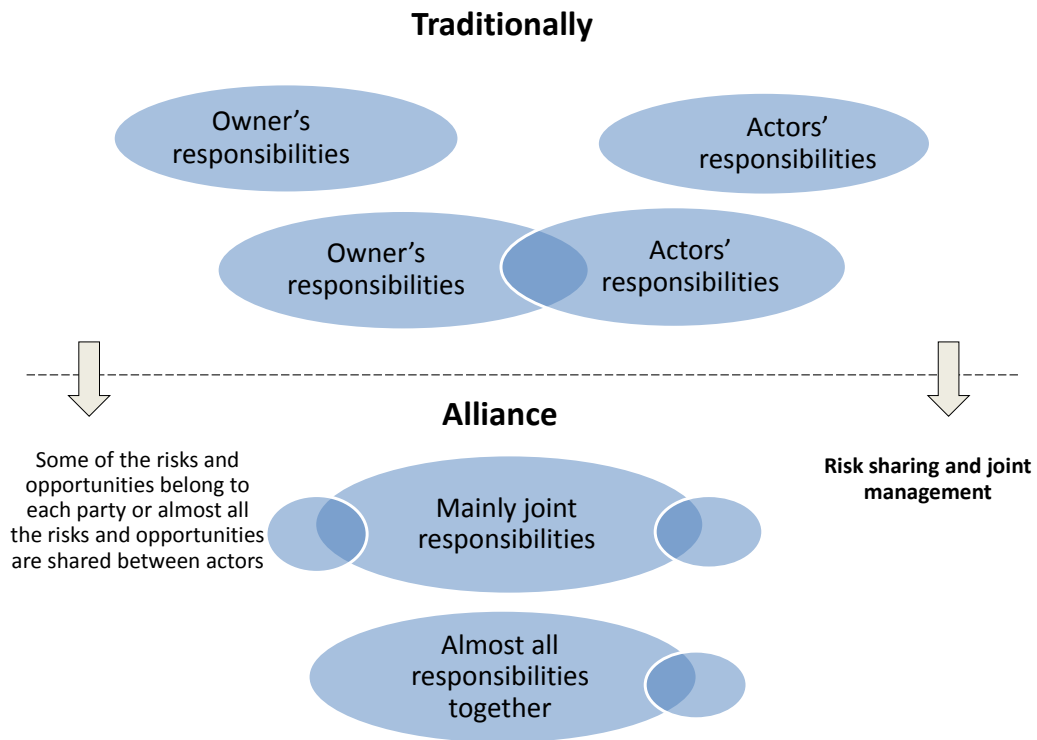 Traditionally
Owner’s
responsibilities
Actors’
responsibilities
Owner’s
responsibilities
Actors’
responsibilities
Alliance
Some of the risks and
opportunities belong to
each party or almost all
the risks and opportunities
are shared between actors
Mainly joint
responsibilities
Risk sharing and joint
management
Almost all
responsibilities
together